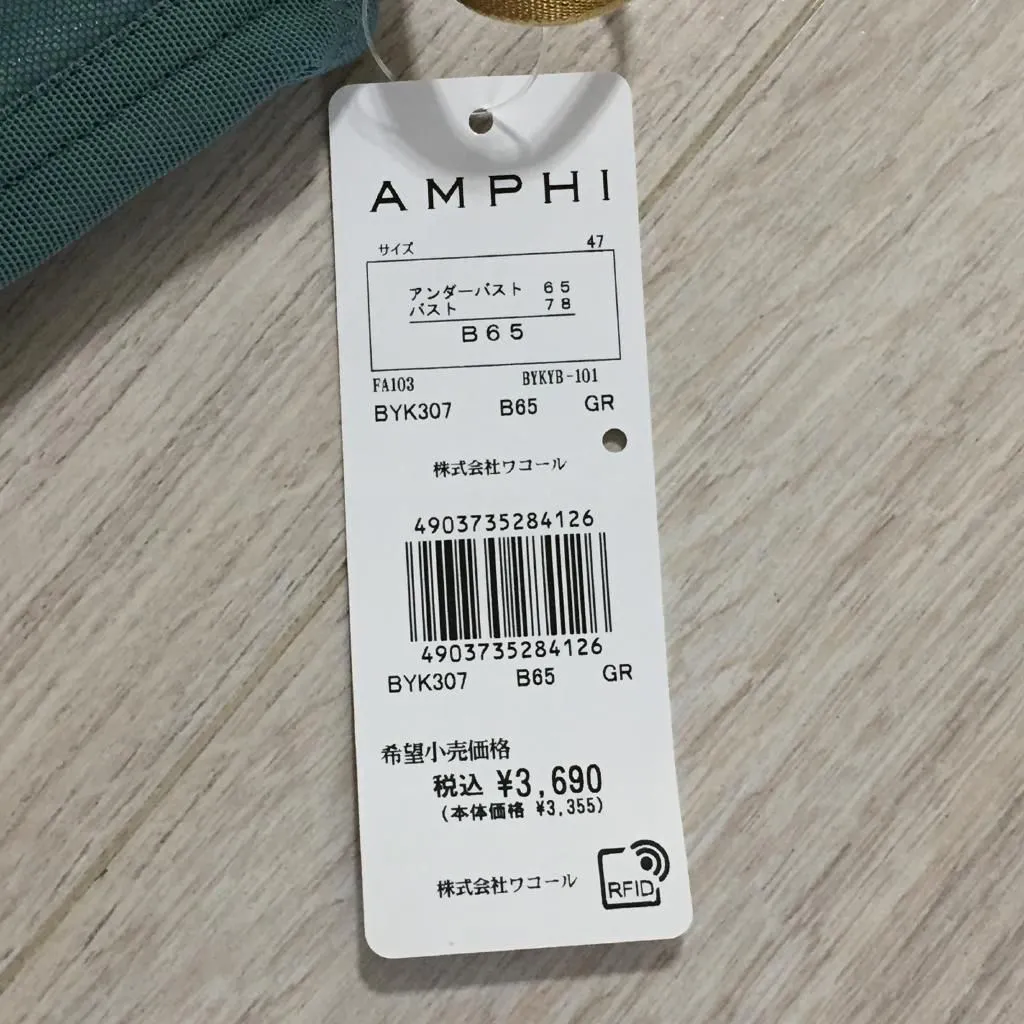 AMPHI
サイズ 47
アンダーバスト 65
バスト 78
B65
FA103 BYKYB-101
BYK307 B65 GR
株式会社ワコール
4903735284126
4903735284126
BYK307 B65 GR
希望小売価格
税込 ¥3,690
(本体価格 ¥3,355)
株式会社ワコール RFID